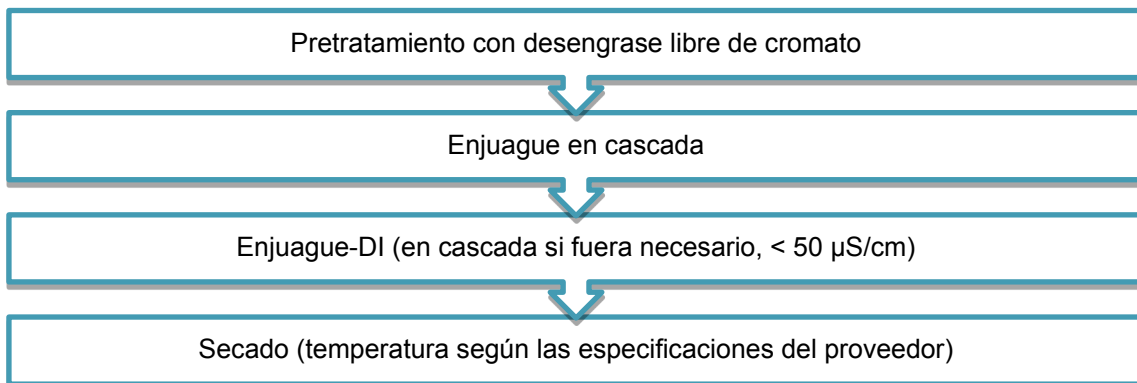 Pretratamiento con desengrase libre de cromato
Enjuague en cascada
Enjuague-DI (en cascada si fuera necesario, < 50 µS/cm)
Secado (temperatura según las especificaciones del proveedor)